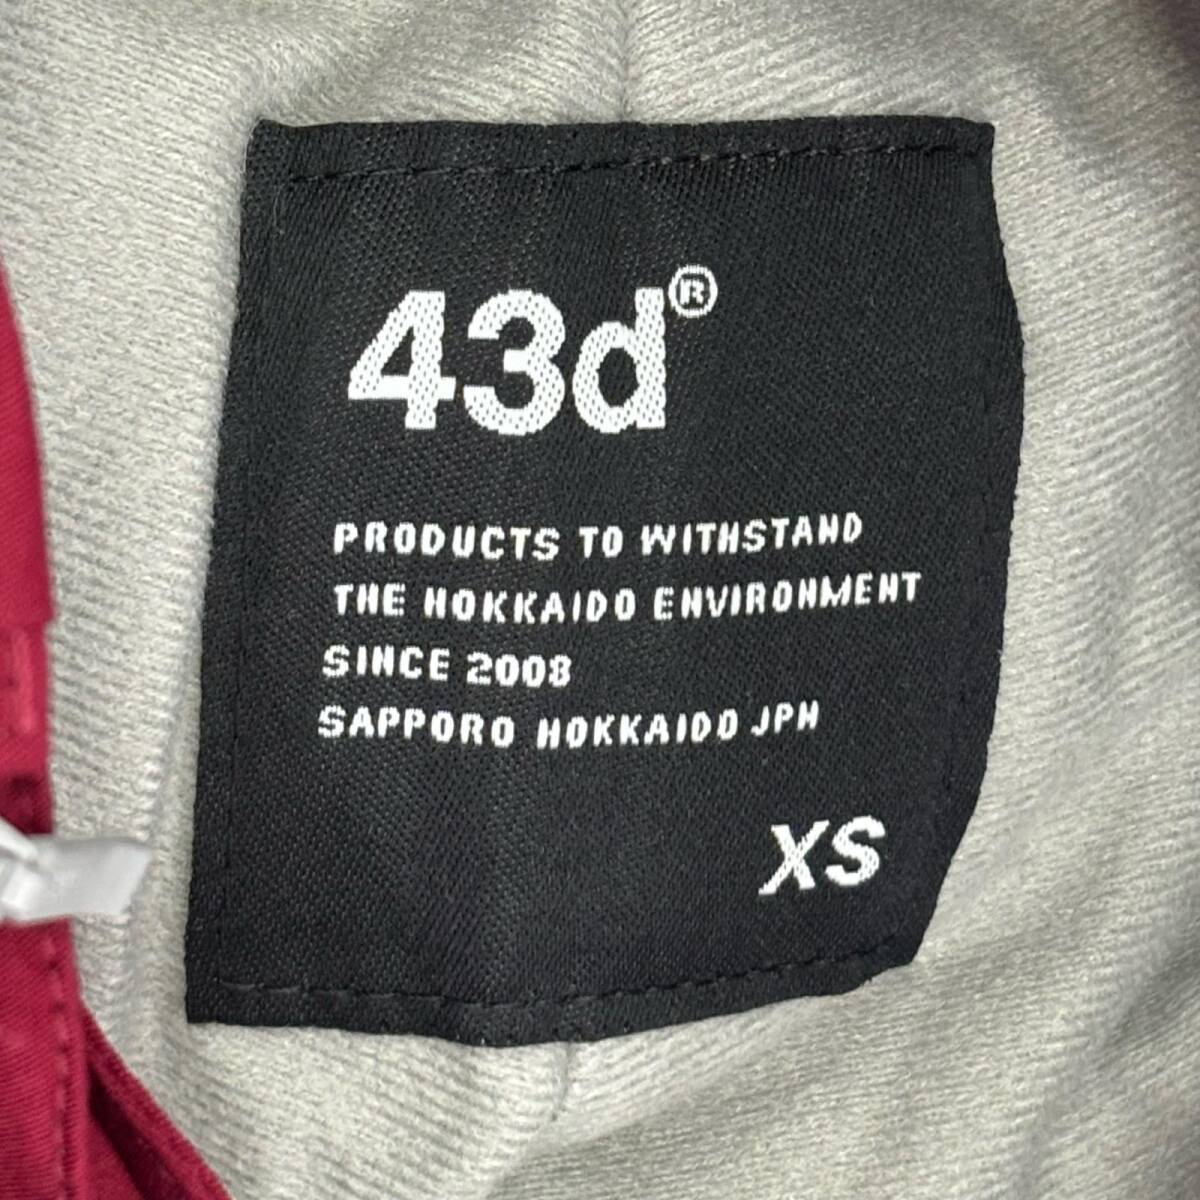 43d®
PRODUCTS TO WITHSTAND
THE HOKKAIDO ENVIRONMENT
SINCE 2008
SAPPORO HOKKAIDO JPN
XS